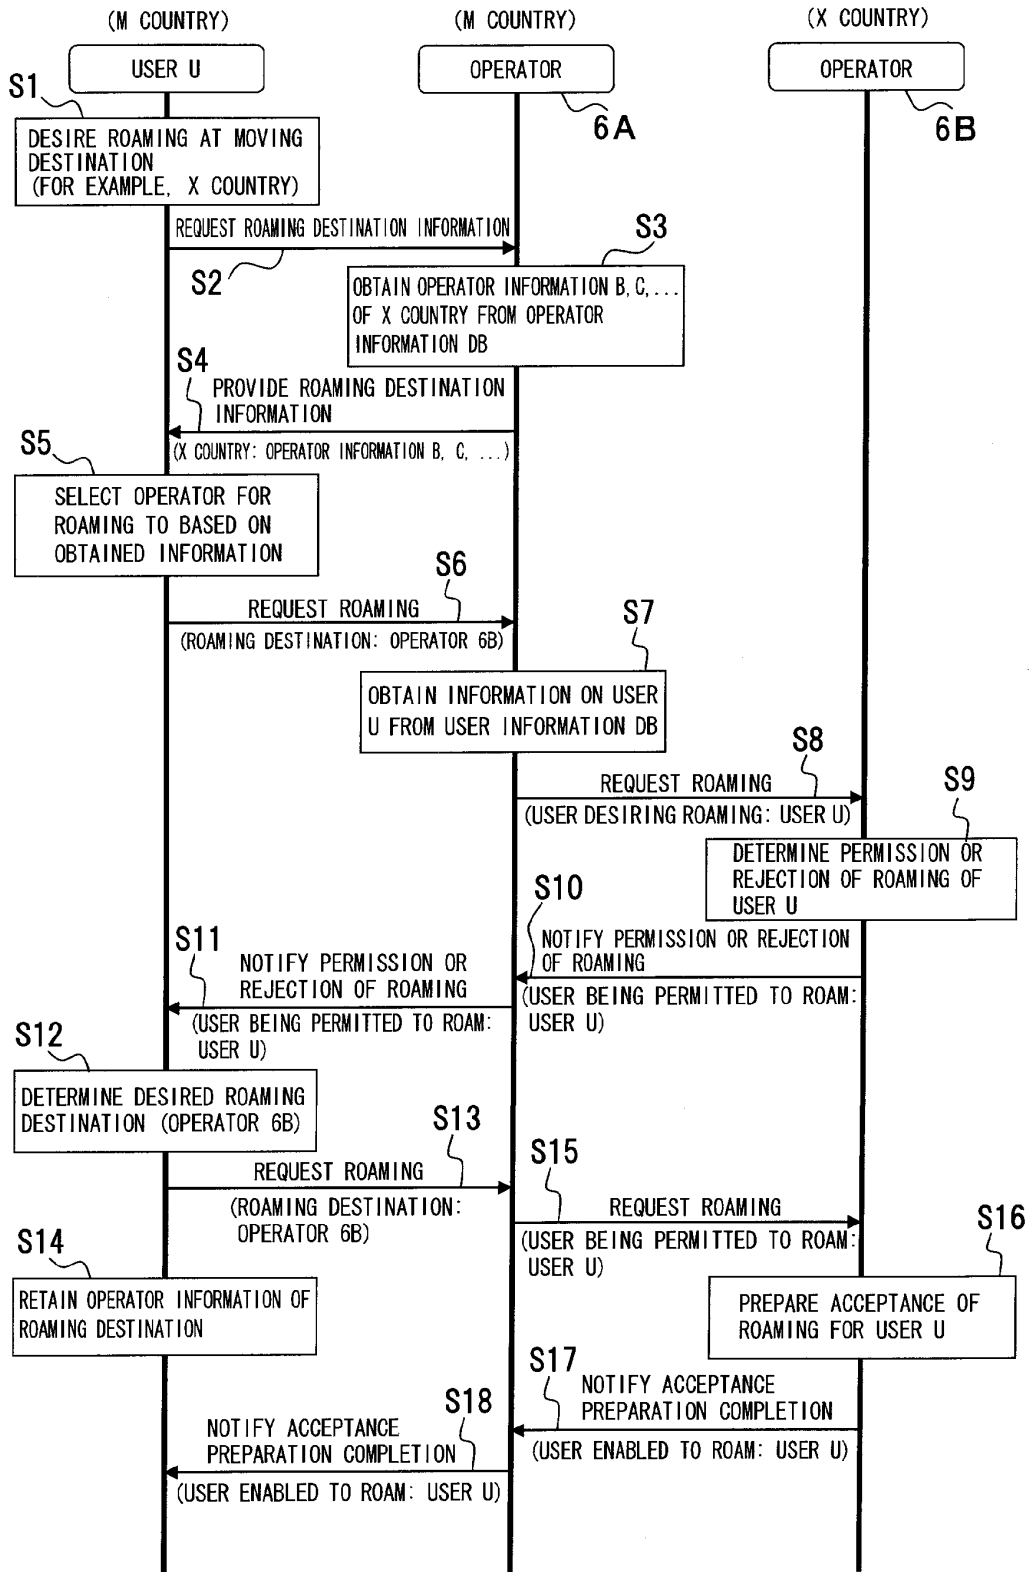 (M COUNTRY)
(M COUNTRY)
(X COUNTRY)
USER U
OPERATOR
OPERATOR
6A
6B
S1
DESIRE ROAMING AT MOVING
DESTINATION
(FOR EXAMPLE, X COUNTRY)
REQUEST ROAMING DESTINATION INFORMATION
S2
S3
OBTAIN OPERATOR INFORMATION B, C, ...
OF X COUNTRY FROM OPERATOR
INFORMATION DB
S4
PROVIDE ROAMING DESTINATION
INFORMATION
(X COUNTRY: OPERATOR INFORMATION B, C, ...)
S5
SELECT OPERATOR FOR
ROAMING TO BASED ON
OBTAINED INFORMATION
S6
REQUEST ROAMING
(ROAMING DESTINATION: OPERATOR 6B)
S7
OBTAIN INFORMATION ON USER
U FROM USER INFORMATION DB
S8
REQUEST ROAMING
(USER DESIRING ROAMING: USER U)
S9
DETERMINE PERMISSION OR
REJECTION OF ROAMING OF
USER U
S10
NOTIFY PERMISSION OR REJECTION
OF ROAMING
(USER BEING PERMITTED TO ROAM:
USER U)
S11
NOTIFY PERMISSION OR
REJECTION OF ROAMING
(USER BEING PERMITTED TO ROAM:
USER U)
S12
DETERMINE DESIRED ROAMING
DESTINATION (OPERATOR 6B)
S13
REQUEST ROAMING
(ROAMING DESTINATION:
OPERATOR 6B)
S14
RETAIN OPERATOR INFORMATION OF
ROAMING DESTINATION
S15
REQUEST ROAMING
(USER BEING PERMITTED TO ROAM:
USER U)
S16
PREPARE ACCEPTANCE OF
ROAMING FOR USER U
S17
NOTIFY ACCEPTANCE
PREPARATION COMPLETION
(USER ENABLED TO ROAM: USER U)
S18
NOTIFY ACCEPTANCE
PREPARATION COMPLETION
(USER ENABLED TO ROAM: USER U)